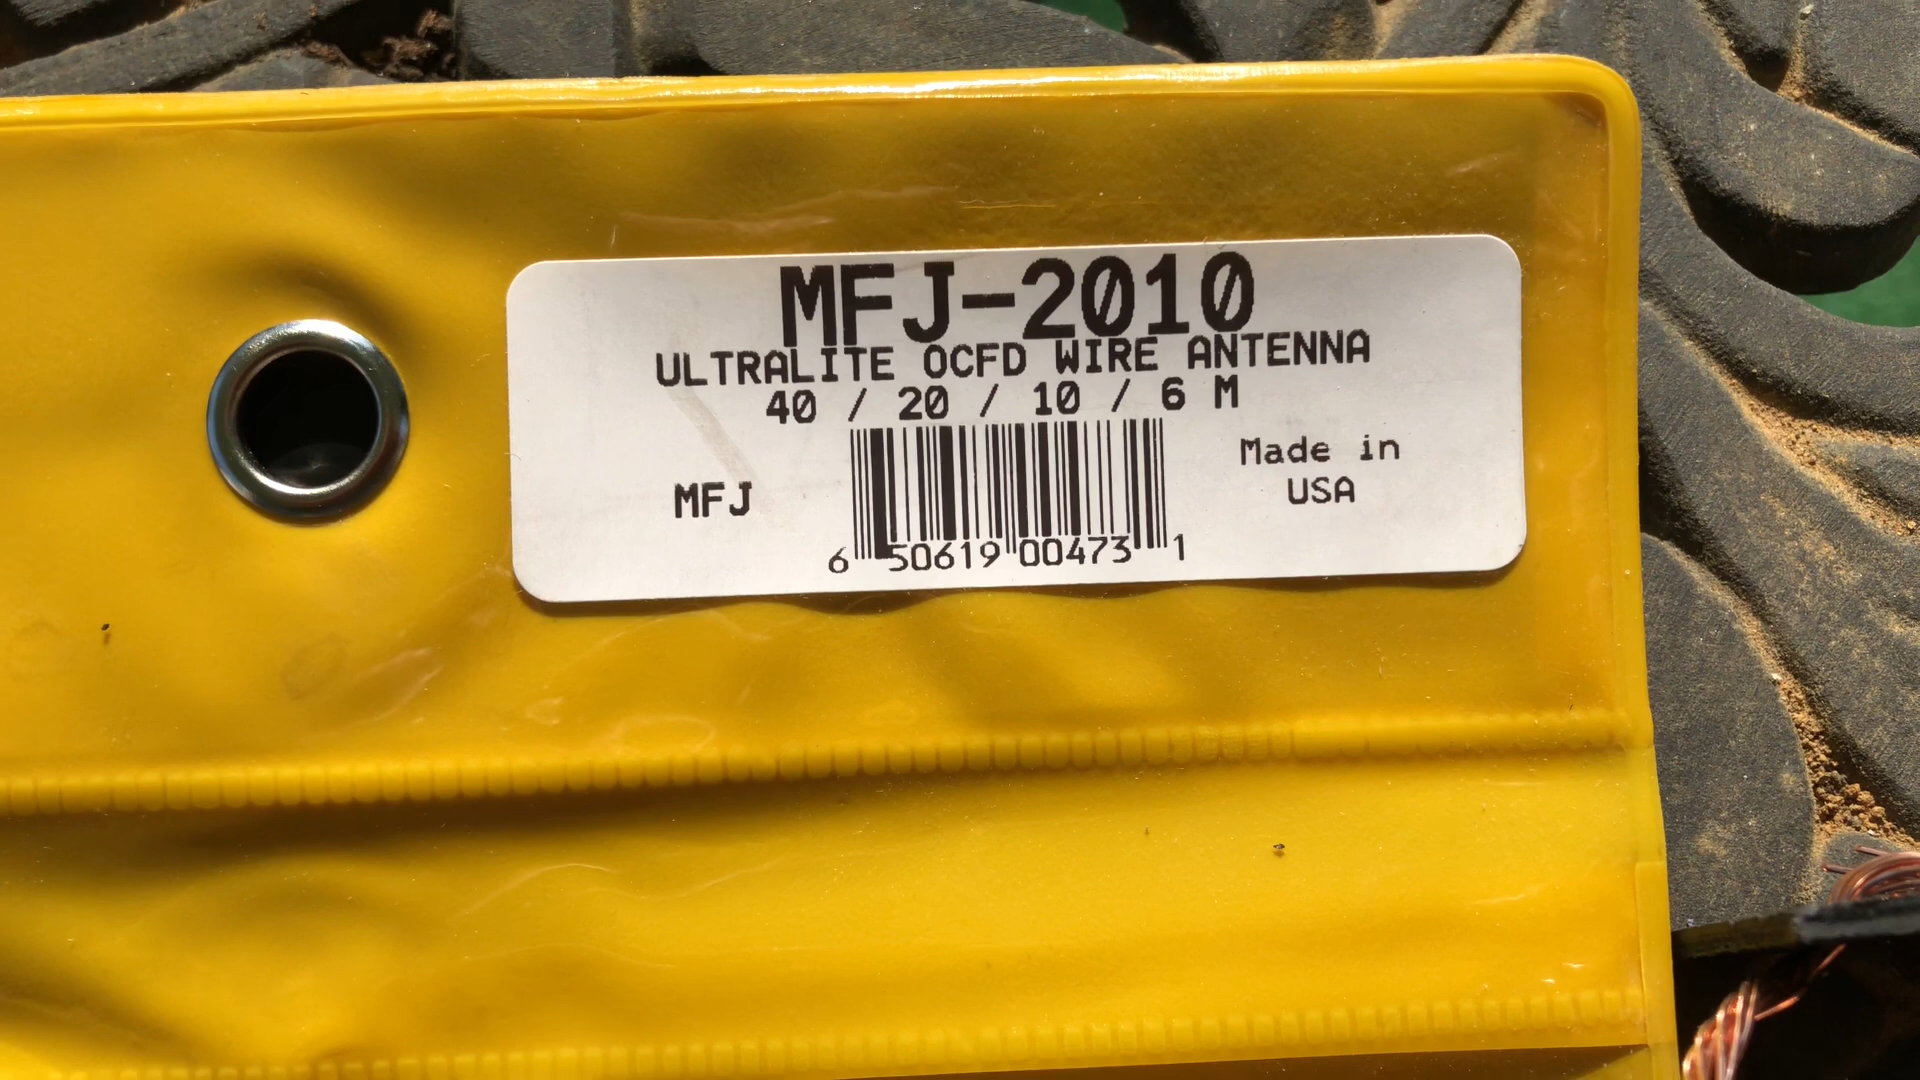 MFJ-2010
ULTRALITE OCFD WIRE ANTENNA
40 / 20 / 10 / 6 M
MFJ
Made in
USA
6 50619 00473 1